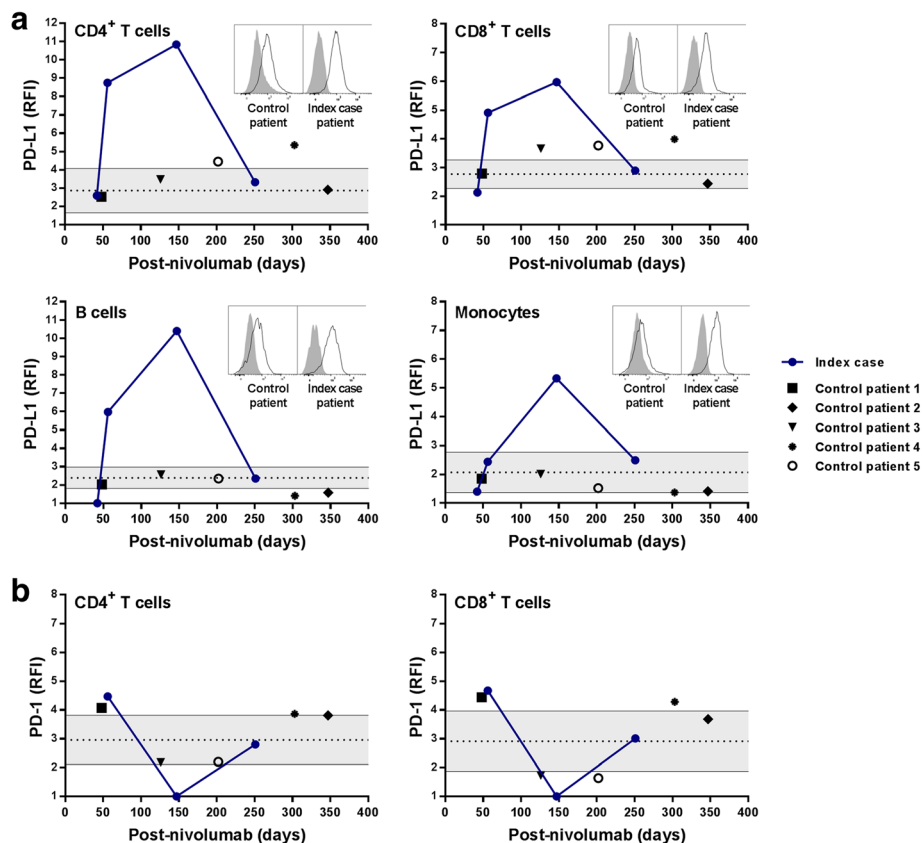 a
CD4+ T cells
PD-L1 (RFI)
12
11
10
9
8
7
6
5
4
3
2
1
0 50 100 150 200 250 300 350 400
Post-nivolumab (days)
Control patient
Index case patient
CD8+ T cells
PD-L1 (RFI)
8
7
6
5
4
3
2
1
0 50 100 150 200 250 300 350 400
Post-nivolumab (days)
Control patient
Index case patient
B cells
PD-L1 (RFI)
12
11
10
9
8
7
6
5
4
3
2
1
0 50 100 150 200 250 300 350 400
Post-nivolumab (days)
Control patient
Index case patient
Monocytes
PD-L1 (RFI)
8
7
6
5
4
3
2
1
0 50 100 150 200 250 300 350 400
Post-nivolumab (days)
Control patient
Index case patient
Index case
Control patient 1
Control patient 2
Control patient 3
Control patient 4
Control patient 5
b
CD4+ T cells
PD-1 (RFI)
8
7
6
5
4
3
2
1
0 50 100 150 200 250 300 350 400
Post-nivolumab (days)
CD8+ T cells
PD-1 (RFI)
8
7
6
5
4
3
2
1
0 50 100 150 200 250 300 350 400
Post-nivolumab (days)